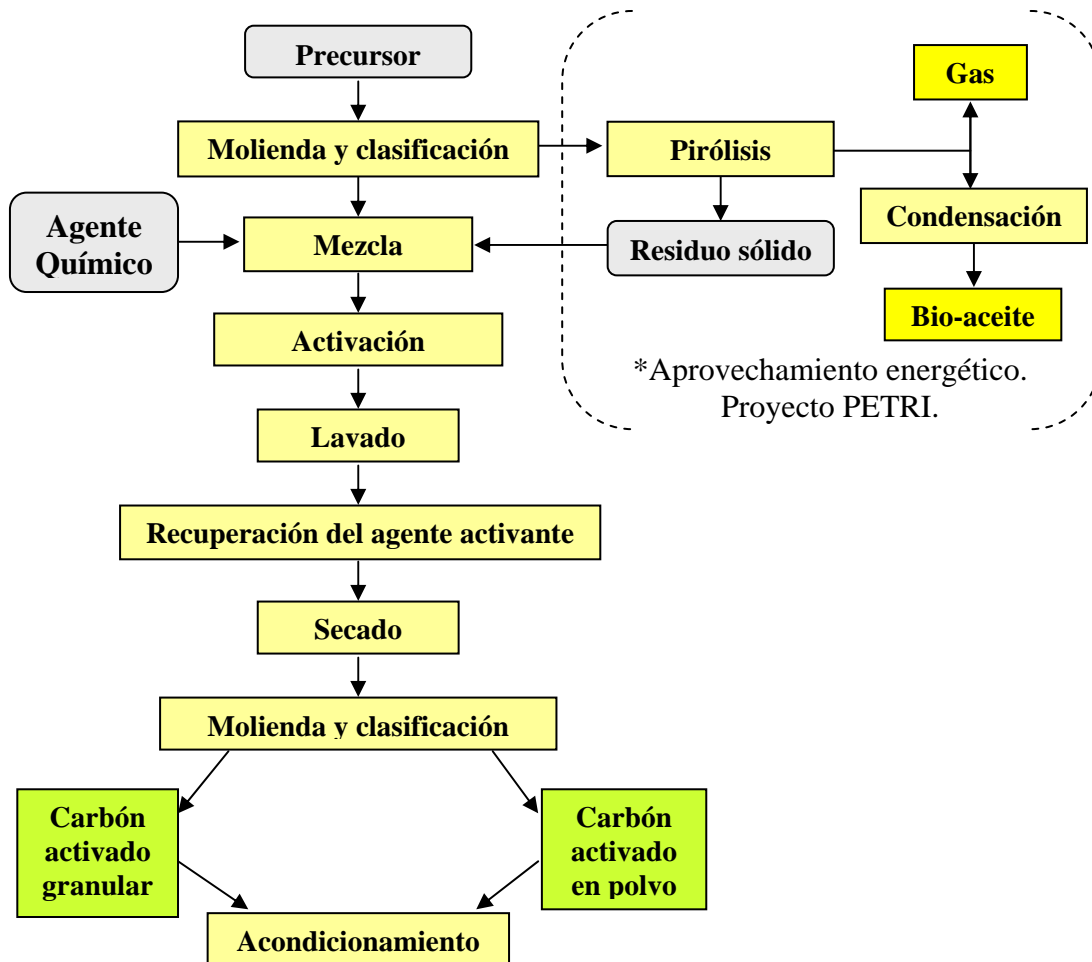 Precursor
Gas
Molienda y clasificación
Pirólisis
Agente
Químico
Mezcla
Residuo sólido
Condensación
Activación
Bio-aceite
*Aprovechamiento energético.
Proyecto PETRI.
Lavado
Recuperación del agente activante
Secado
Molienda y clasificación
Carbón
activado
granular
Carbón
activado
en polvo
Acondicionamiento